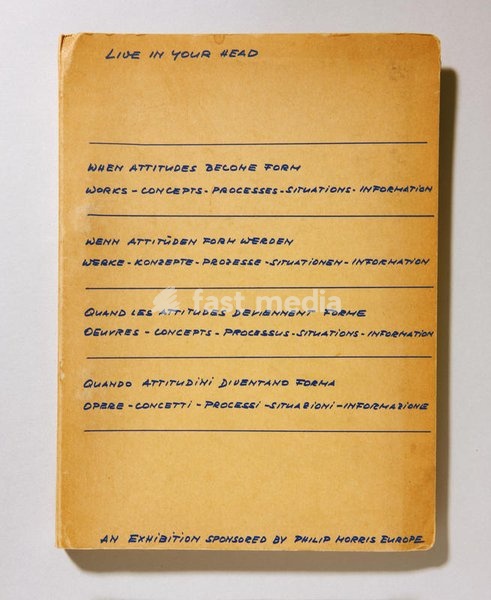 LIVE IN YOUR HEAD
WHEN ATTITUDES BECOME FORM
WORKS - CONCEPTS - PROCESSES - SITUATIONS - INFORMATION
WENN ATTITÜDEN FORM WERDEN
WERKE - KONZEPTE - PROZESSE - SITUATIONEN - INFORMATION
fast media
QUAND LES ATTITUDES DEVIENNENT FORME
OEUVRES - CONCEPTS - PROCESSUS - SITUATIONS - INFORMATION
QUANDO ATTITUDINI DIVENTANO FORMA
OPERE - CONCETTI - PROCESSI - SITUAZIONI - INFORMAZIONE
AN EXHIBITION SPONSORED BY PHILIP MORRIS EUROPE